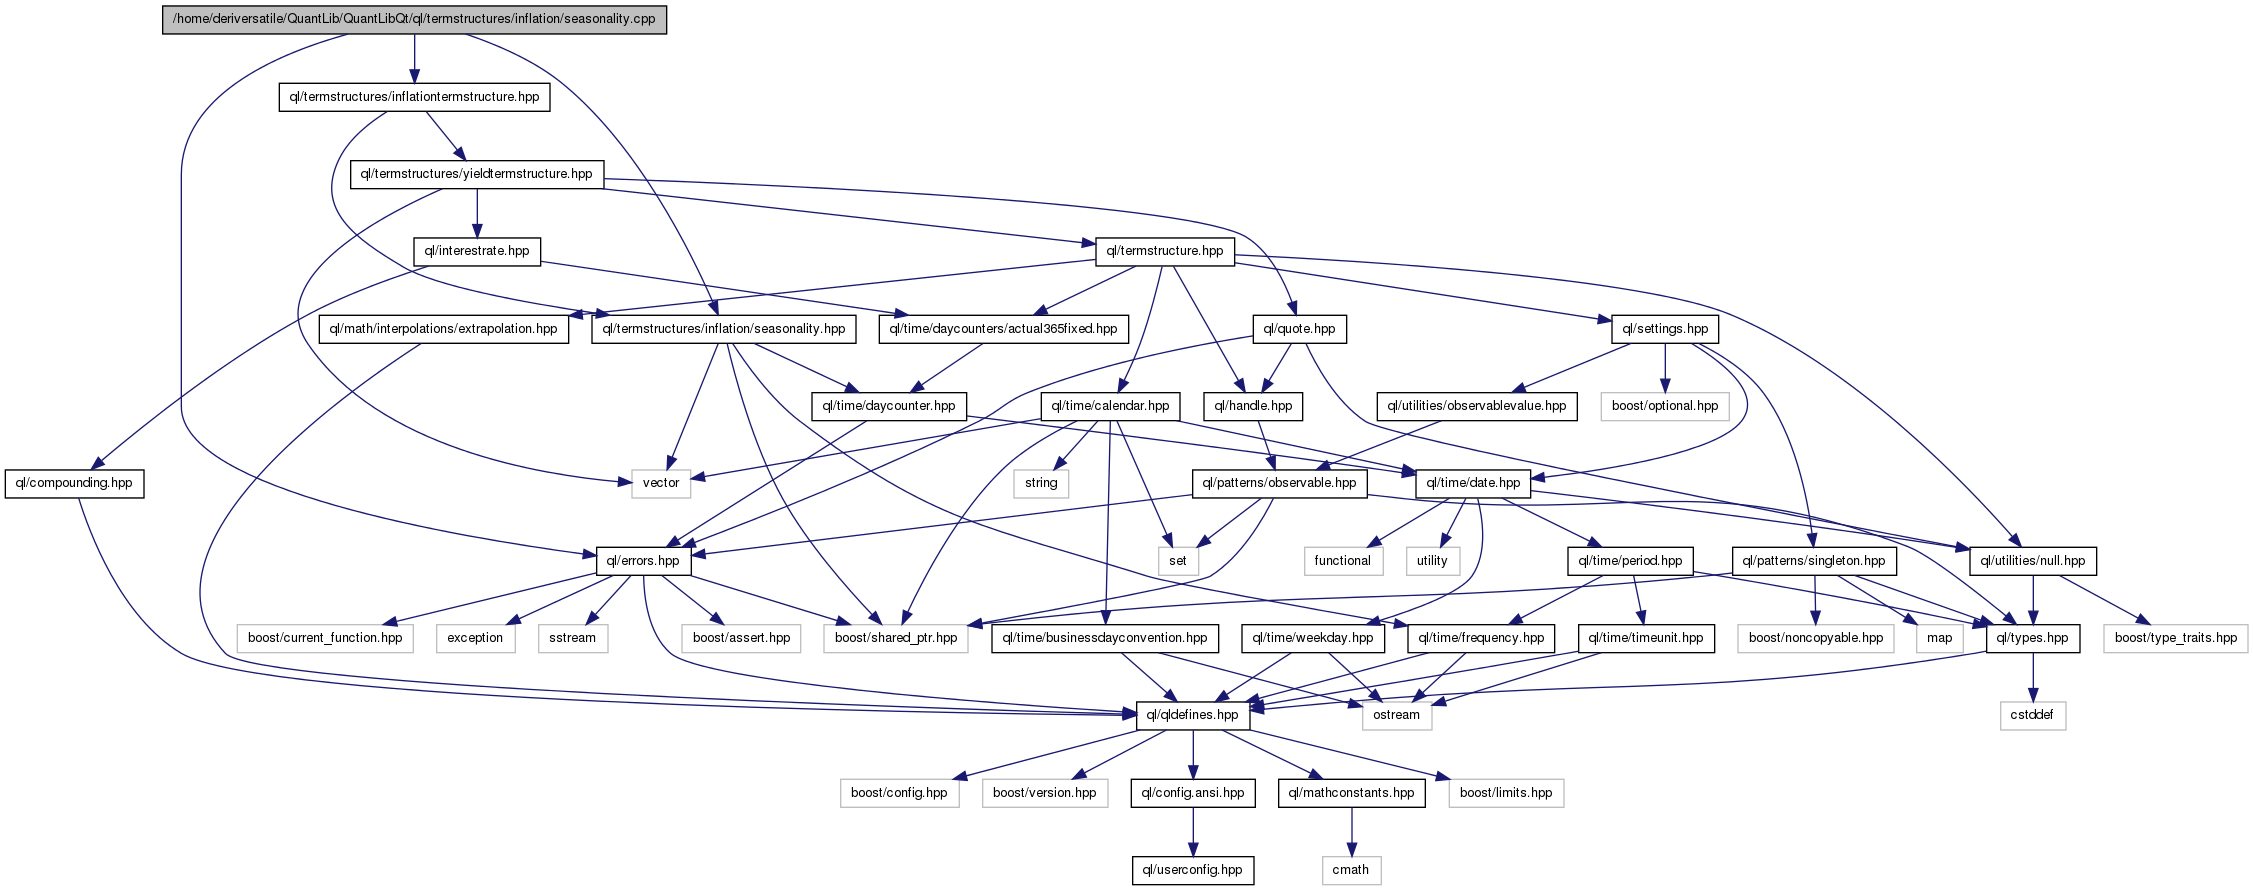 /home/deriversatile/QuantLib/QuantLibQt/ql/termstructures/inflation/seasonality.cpp
ql/termstructures/inflationtermstructure.hpp
ql/termstructures/yieldtermstructure.hpp
ql/interestrate.hpp
ql/termstructure.hpp
ql/math/interpolations/extrapolation.hpp
ql/termstructures/inflation/seasonality.hpp
ql/time/daycounters/actual365fixed.hpp
ql/quote.hpp
ql/settings.hpp
ql/time/daycounter.hpp
ql/time/calendar.hpp
ql/handle.hpp
ql/utilities/observablevalue.hpp
boost/optional.hpp
ql/compounding.hpp
vector
string
ql/patterns/observable.hpp
ql/time/date.hpp
ql/errors.hpp
set
functional
utility
ql/time/period.hpp
ql/patterns/singleton.hpp
ql/utilities/null.hpp
boost/current_function.hpp
exception
sstream
boost/assert.hpp
boost/shared_ptr.hpp
ql/time/businessdayconvention.hpp
ql/time/weekday.hpp
ql/time/frequency.hpp
ql/time/timeunit.hpp
boost/noncopyable.hpp
map
ql/types.hpp
boost/type_traits.hpp
ql/qldefines.hpp
ostream
cstddef
boost/config.hpp
boost/version.hpp
ql/config.ansi.hpp
ql/mathconstants.hpp
boost/limits.hpp
ql/userconfig.hpp
cmath